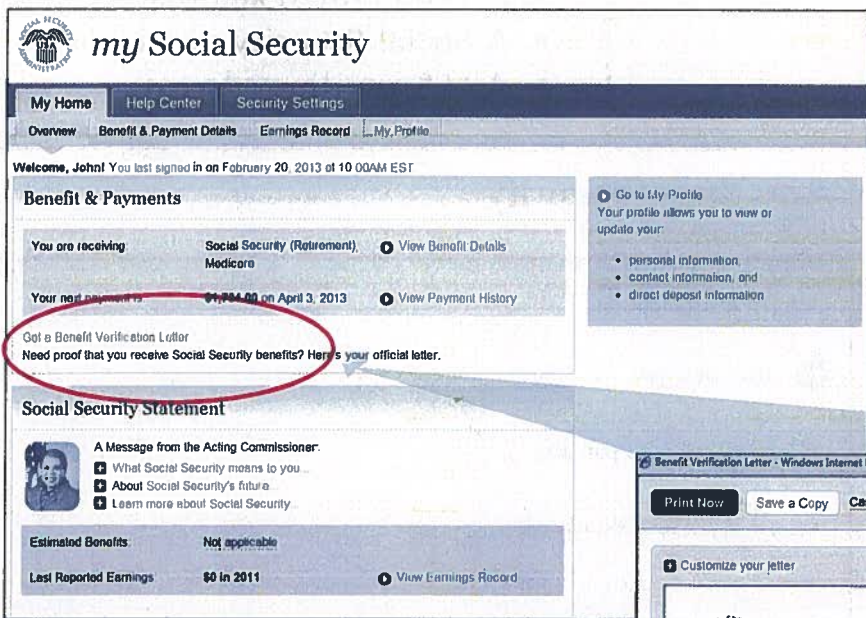 SOCIAL SECURITY
USA
ADMINISTRATION
my Social Security
My Home Help Center Security Settings
Overview Benefit & Payment Details Earnings Record My Profile
Welcome, John! You last signed in on February 20, 2013 at 10 00AM EST
Benefit & Payments
You are receiving: Social Security (Retirement), View Benefit Details
Medicare
Your next payment is on April 3, 2013 View Payment History
Get a Benefit Verification Letter
Need proof that you receive Social Security benefits? Here's your official letter.
Go to My Profile
Your profile allows you to view or
update your:
• personal information,
• contact information, and
• direct deposit information
Social Security Statement
A Message from the Acting Commissioner:
What Social Security means to you...
About Social Security's future...
Learn more about Social Security...
Estimated Benefits: Not applicable
Last Reported Earnings: $0 in 2011 View Earnings Record
Benefit Verification Letter - Windows Internet
Print Now Save a Copy Ca
Customize your letter